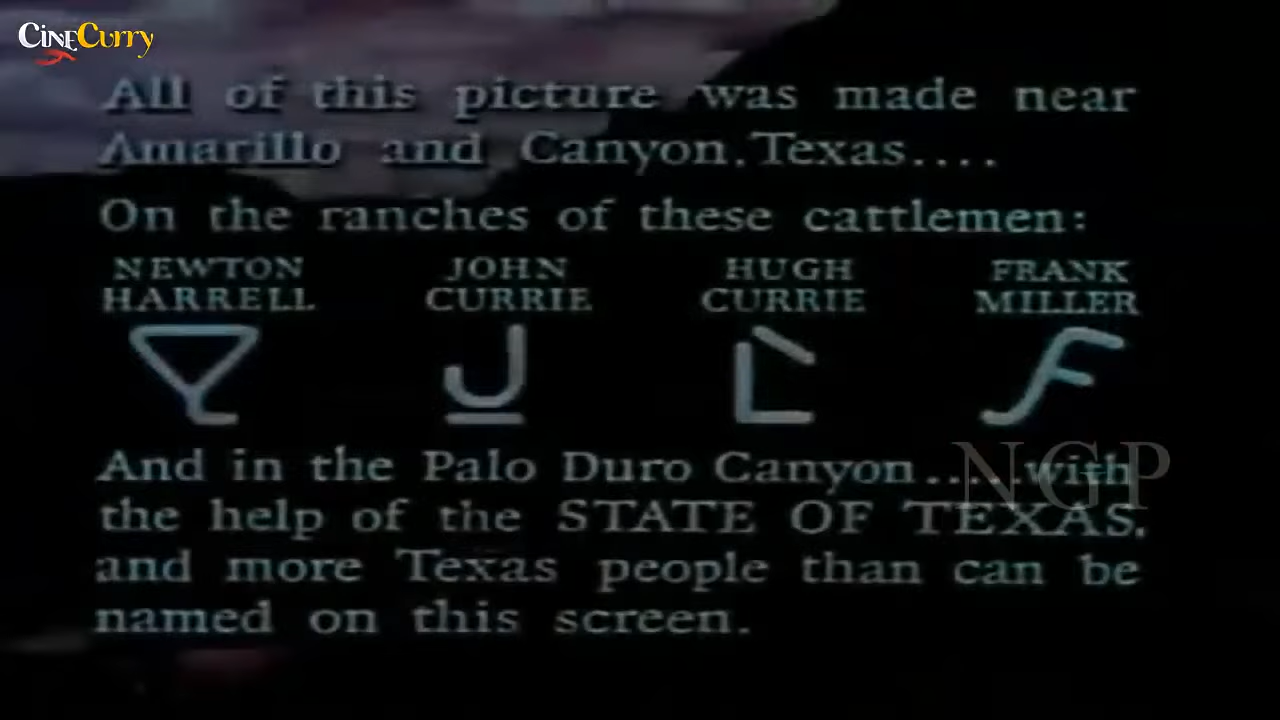 CINECURRY
All of this picture was made near
Amarillo and Canyon. Texas....
On the ranches of these cattlemen:
NEWTON HARRELL
JOHN CURRIE
HUGH CURRIE
FRANK MILLER
And in the Palo Duro Canyon.....with
the help of the STATE OF TEXAS,
and more Texas people than can be
named on this screen.
NGP